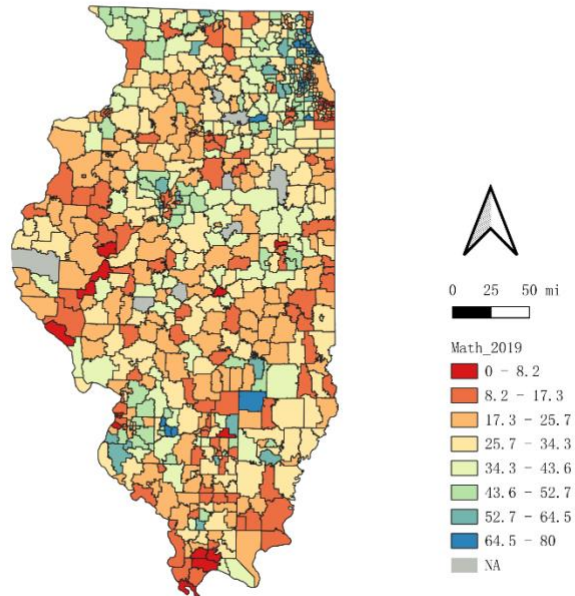 0 25 50 mi
Math_2019
0 - 8.2
8.2 - 17.3
17.3 - 25.7
25.7 - 34.3
34.3 - 43.6
43.6 - 52.7
52.7 - 64.5
64.5 - 80
NA